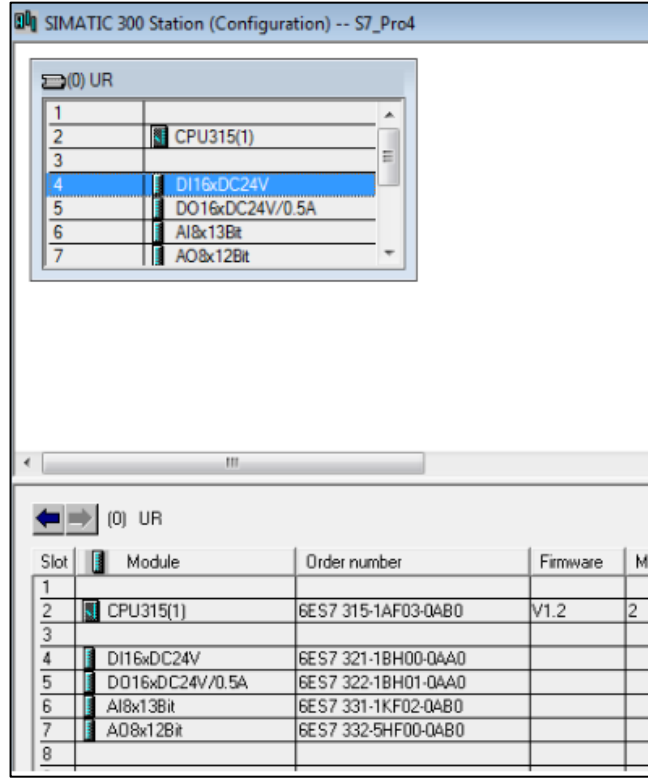 SIMATIC 300 Station (Configuration) -- S7_Pro4
(0) UR
1
2 CPU315(1)
3
4 DI16xDC24V
5 DO16xDC24V/0.5A
6 AI8x13Bit
7 AO8x12Bit
(0) UR
Slot Module Order number Firmware M
1
2 CPU315(1) 6ES7 315-1AF03-0AB0 V1.2 2
3
4 DI16xDC24V 6ES7 321-1BH00-0AA0
5 DO16xDC24V/0.5A 6ES7 322-1BH01-0AA0
6 AI8x13Bit 6ES7 331-1KF02-0AB0
7 AO8x12Bit 6ES7 332-5HF00-0AB0
8